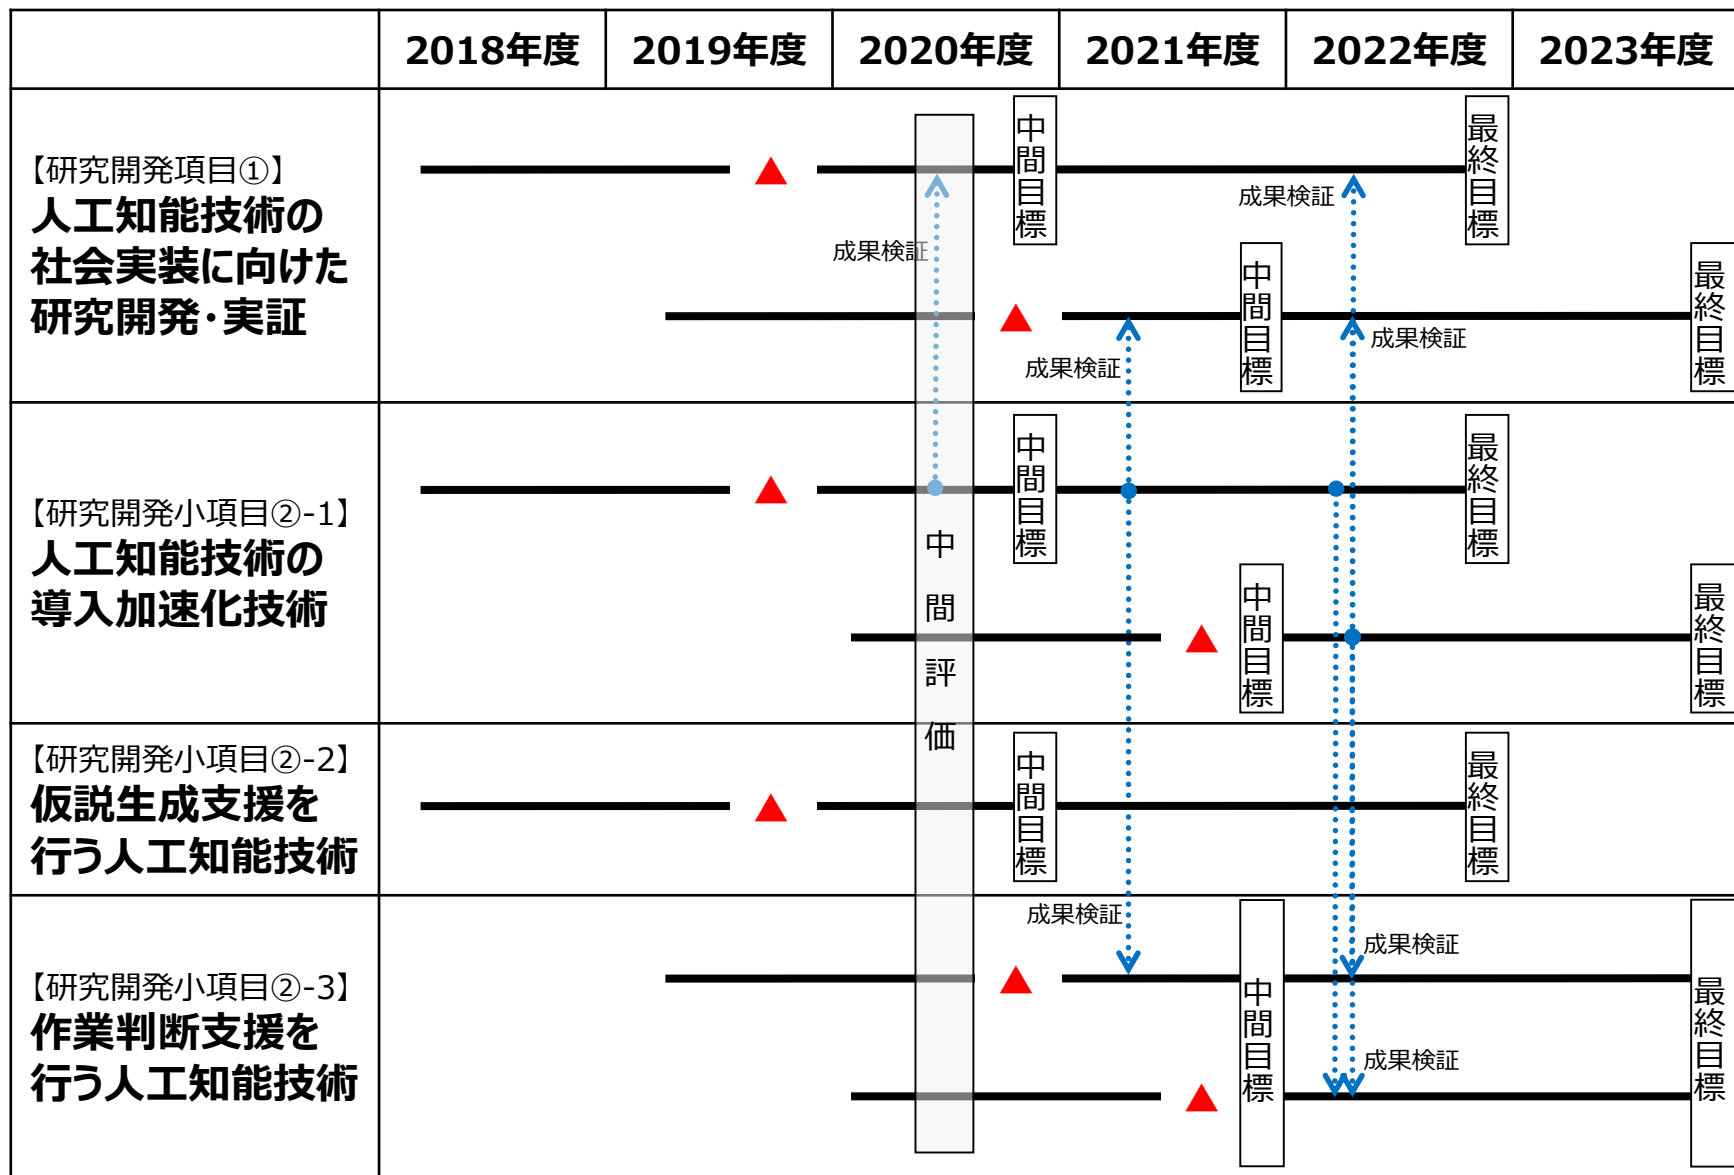 2018年度
2019年度
2020年度
2021年度
2022年度
2023年度
【研究開発項目①】
人工知能技術の
社会実装に向けた
研究開発・実証
中間目標
最終目標
成果検証
成果検証
中間目標
最終目標
成果検証
成果検証
【研究開発小項目②-1】
人工知能技術の
導入加速化技術
中間目標
最終目標
中間評価
中間目標
最終目標
【研究開発小項目②-2】
仮説生成支援を
行う人工知能技術
中間目標
最終目標
【研究開発小項目②-3】
作業判断支援を
行う人工知能技術
成果検証
成果検証
中間目標
最終目標
成果検証